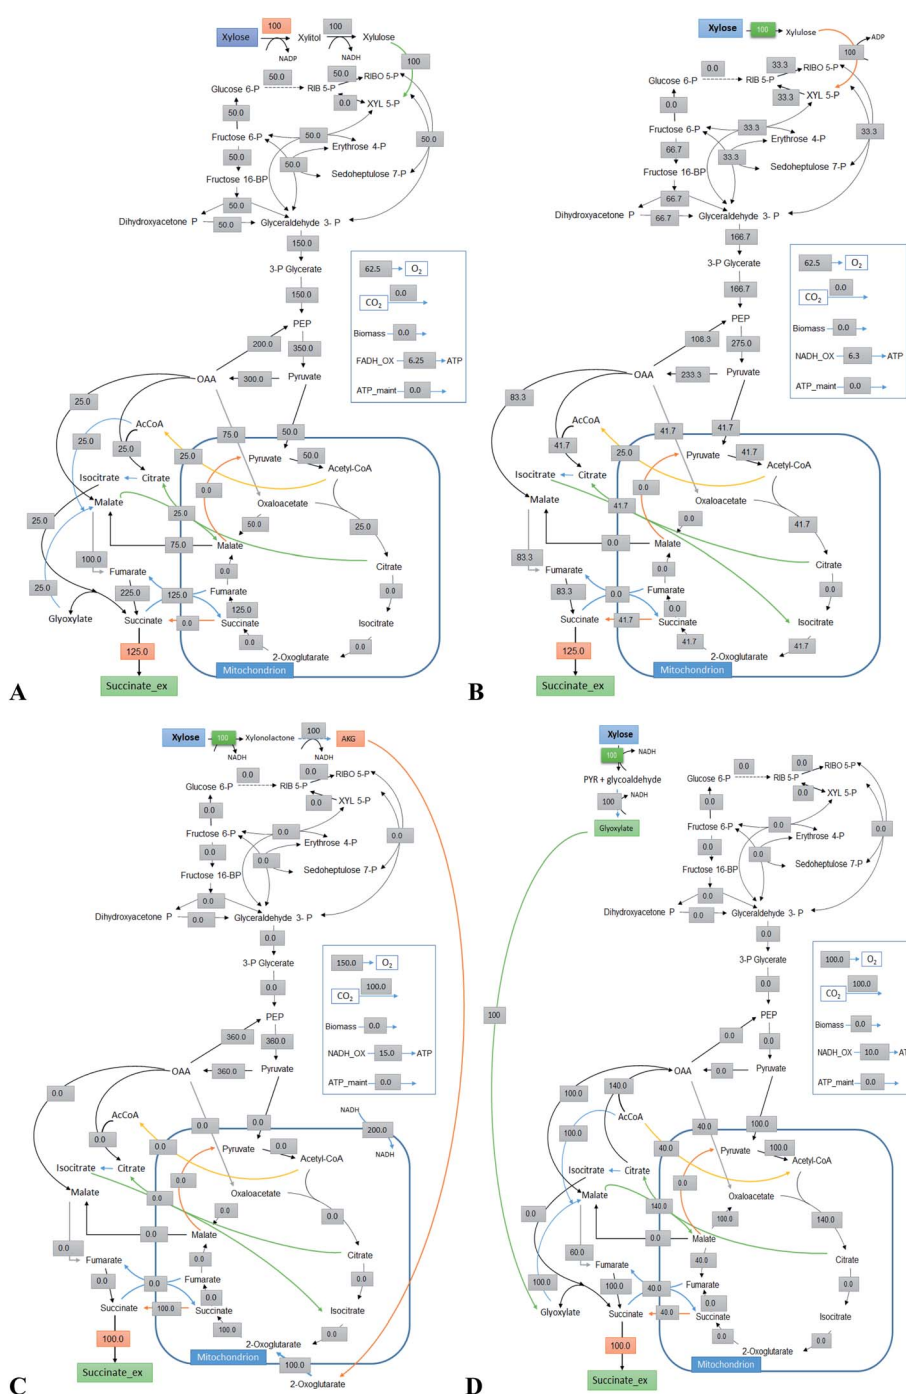 Xylose
100
Xylitol
100
Xylulose
NADP
NADH
100
50.0
50.0
RIBO 5-P
Glucose 6-P
RIB 5-P
0.0
XYL 5-P
50.0
Fructose 6-P
50.0
Erythrose 4-P
50.0
50.0
50.0
Sedoheptulose 7-P
Fructose 16-BP
50.0
Dihydroxyacetone P
50.0
Glyceraldehyde 3- P
150.0
3-P Glycerate
150.0
PEP
200.0
350.0
OAA
300.0
Pyruvate
62.5
O2
CO2
0.0
Biomass
0.0
FADH_OX
6.25
ATP
ATP_maint
0.0
25.0
AcCoA
25.0
25.0
75.0
50.0
25.0
Pyruvate
50.0
Acetyl-CoA
Isocitrate
Citrate
0.0
Malate
Oxaloacetate
25.0
25.0
50.0
25.0
75.0
Malate
100.0
Fumarate
0.0
Citrate
25.0
225.0
125.0
Fumarate
0.0
125.0
Glyoxylate
Succinate
0.0
Succinate
Isocitrate
0.0
0.0
125.0
2-Oxoglutarate
Mitochondrion
Succinate_ex
A
Xylose
100
Xylulose
ADP
100
0.0
33.3
RIBO 5-P
Glucose 6-P
RIB 5-P
33.3
XYL 5-P
0.0
Fructose 6-P
33.3
33.3
Erythrose 4-P
66.7
33.3
Sedoheptulose 7-P
Fructose 16-BP
66.7
Dihydroxyacetone P
66.7
Glyceraldehyde 3- P
166.7
3-P Glycerate
166.7
PEP
108.3
275.0
OAA
233.3
Pyruvate
62.5
O2
CO2
0.0
Biomass
0.0
NADH_OX
6.3
ATP
ATP_maint
0.0
83.3
AcCoA
41.7
41.7
41.7
25.0
Pyruvate
41.7
Acetyl-CoA
Isocitrate
Citrate
0.0
Malate
Oxaloacetate
41.7
0.0
41.7
0.0
Malate
83.3
Fumarate
0.0
Citrate
83.3
0.0
Fumarate
0.0
0.0
Succinate
41.7
Succinate
Isocitrate
41.7
41.7
125.0
2-Oxoglutarate
Mitochondrion
Succinate_ex
B
Xylose
100
Xylonolactone
100
AKG
NADH
NADH
0.0
0.0
RIBO 5-P
Glucose 6-P
RIB 5-P
0.0
XYL 5-P
0.0
Fructose 6-P
0.0
0.0
Erythrose 4-P
0.0
0.0
Sedoheptulose 7-P
Fructose 16-BP
0.0
Dihydroxyacetone P
0.0
Glyceraldehyde 3- P
0.0
3-P Glycerate
0.0
PEP
360.0
360.0
OAA
360.0
Pyruvate
150.0
O2
CO2
100.0
Biomass
0.0
NADH_OX
15.0
ATP
ATP_maint
0.0
0.0
AcCoA
0.0
0.0
0.0
NADH
200.0
NADH
0.0
Pyruvate
0.0
Acetyl-CoA
Isocitrate
Citrate
0.0
Malate
Oxaloacetate
0.0
0.0
0.0
0.0
Malate
0.0
Fumarate
0.0
Citrate
0.0
0.0
Fumarate
0.0
0.0
Succinate
100.0
Succinate
Isocitrate
100.0
0.0
100.0
2-Oxoglutarate
Mitochondrion
100.0
Succinate_ex
2-Oxoglutarate
C
Xylose
100
NADH
PYR + glycoaldehyde
100
NADH
Glyoxylate
0.0
0.0
RIBO 5-P
Glucose 6-P
RIB 5-P
0.0
XYL 5-P
0.0
Fructose 6-P
0.0
0.0
Erythrose 4-P
0.0
0.0
Sedoheptulose 7-P
Fructose 16-BP
0.0
Dihydroxyacetone P
0.0
Glyceraldehyde 3- P
0.0
3-P Glycerate
0.0
100
PEP
0.0
0.0
OAA
0.0
Pyruvate
100.0
O2
CO2
100.0
Biomass
0.0
NADH_OX
10.0
AT
ATP_maint
0.0
100.0
140.0
AcCoA
100.0
40.0
100.0
40.0
Pyruvate
100.0
Acetyl-CoA
Isocitrate
Citrate
0.0
Malate
Oxaloacetate
0.0
140.0
100.0
140.0
0.0
Malate
60.0
Fumarate
40.0
Citrate
100.0
100.0
40.0
Fumarate
0.0
0.0
Glyoxylate
Succinate
40.0
Succinate
Isocitrate
0.0
0.0
100.0
2-Oxoglutarate
Mitochondrion
Succinate_ex
D